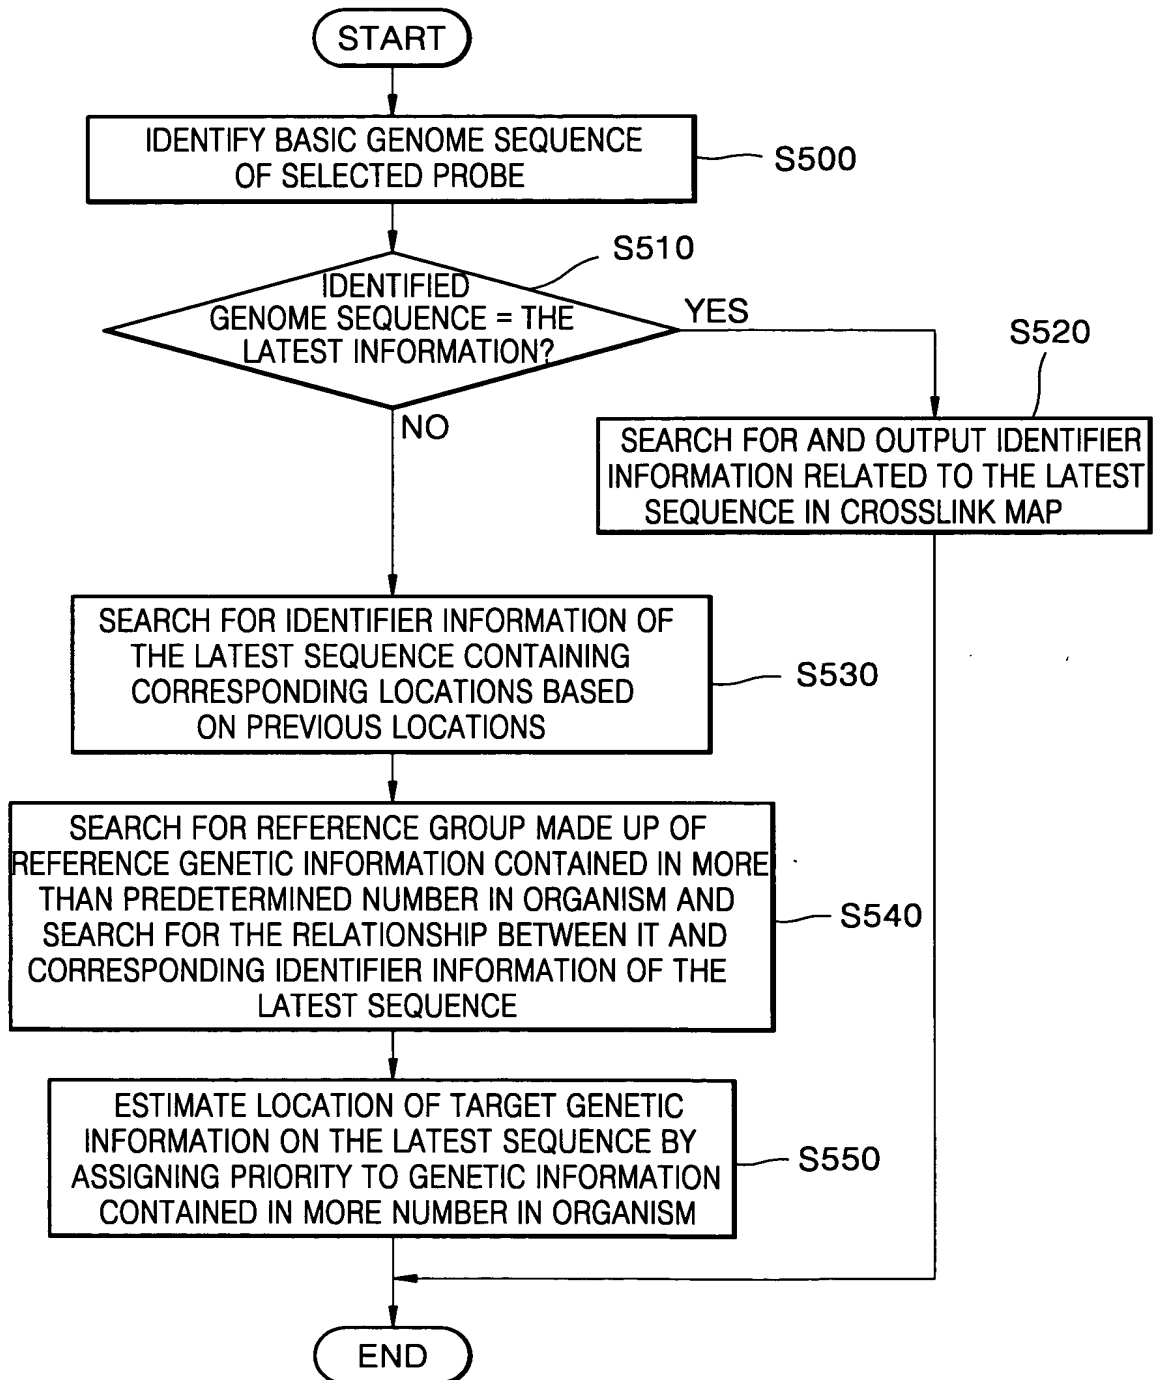 START
IDENTIFY BASIC GENOME SEQUENCE
OF SELECTED PROBE
S500
S510
IDENTIFIED
GENOME SEQUENCE = THE
LATEST INFORMATION?
YES
NO
S520
SEARCH FOR AND OUTPUT IDENTIFIER
INFORMATION RELATED TO THE LATEST
SEQUENCE IN CROSSLINK MAP
SEARCH FOR IDENTIFIER INFORMATION OF
THE LATEST SEQUENCE CONTAINING
CORRESPONDING LOCATIONS BASED
ON PREVIOUS LOCATIONS
S530
SEARCH FOR REFERENCE GROUP MADE UP OF
REFERENCE GENETIC INFORMATION CONTAINED IN MORE
THAN PREDETERMINED NUMBER IN ORGANISM AND
SEARCH FOR THE RELATIONSHIP BETWEEN IT AND
CORRESPONDING IDENTIFIER INFORMATION OF THE
LATEST SEQUENCE
S540
ESTIMATE LOCATION OF TARGET GENETIC
INFORMATION ON THE LATEST SEQUENCE BY
ASSIGNING PRIORITY TO GENETIC INFORMATION
CONTAINED IN MORE NUMBER IN ORGANISM
S550
END